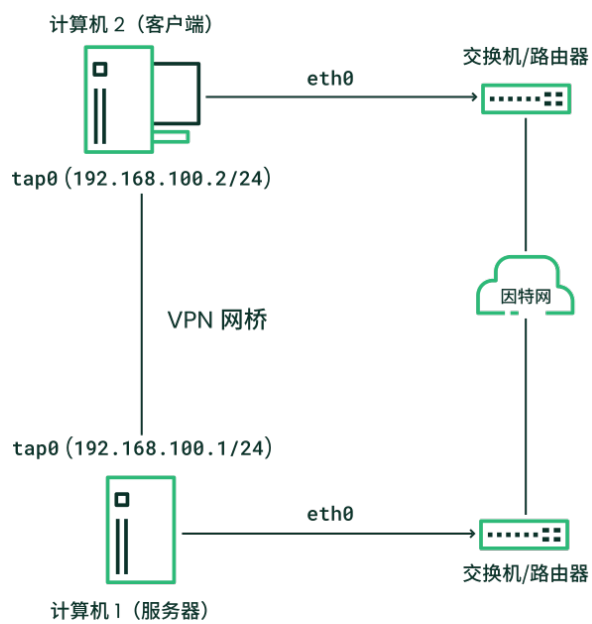 计算机 2（客户端）
交换机/路由器
eth0
tap0 (192.168.100.2/24)
因特网
VPN 网桥
tap0 (192.168.100.1/24)
eth0
交换机/路由器
计算机 1（服务器）